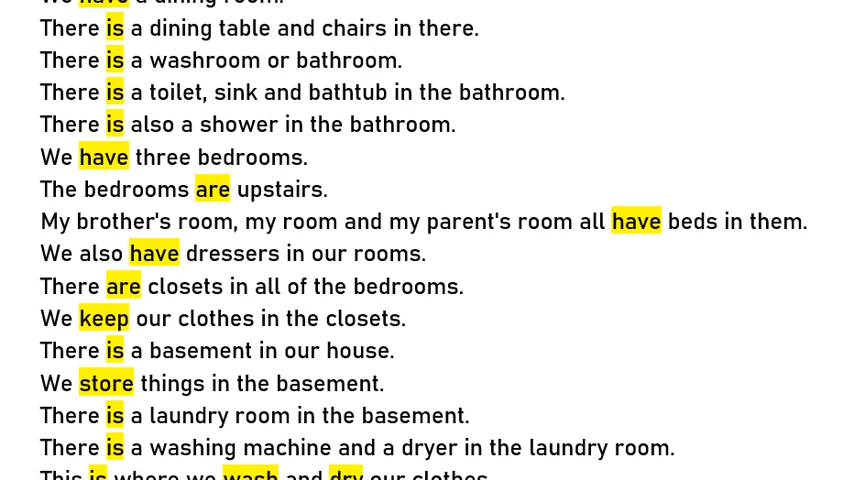 We have a dining room.
There is a dining table and chairs in there.
There is a washroom or bathroom.
There is a toilet, sink and bathtub in the bathroom.
There is also a shower in the bathroom.
We have three bedrooms.
The bedrooms are upstairs.
My brother's room, my room and my parent's room all have beds in them.
We also have dressers in our rooms.
There are closets in all of the bedrooms.
We keep our clothes in the closets.
There is a basement in our house.
We store things in the basement.
There is a laundry room in the basement.
There is a washing machine and a dryer in the laundry room.
This is where we wash and dry our clothes.